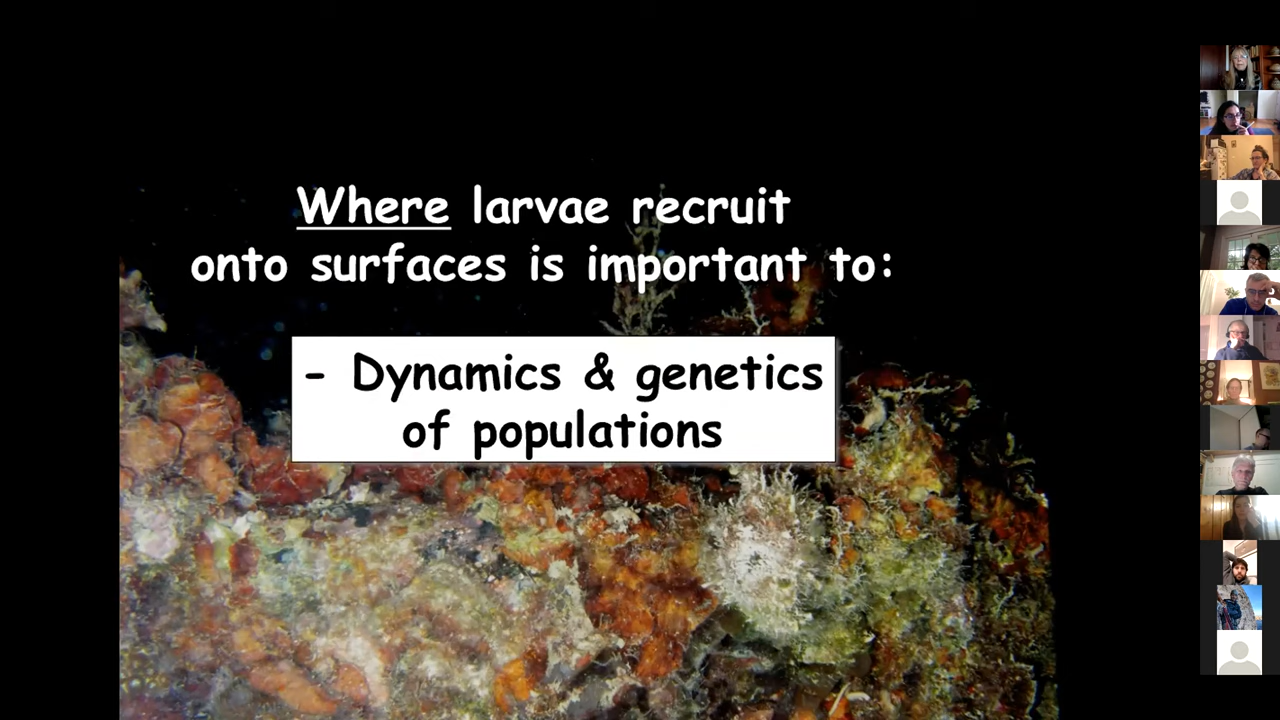 Where larvae recruit
onto surfaces is important to:
- Dynamics & genetics
of populations